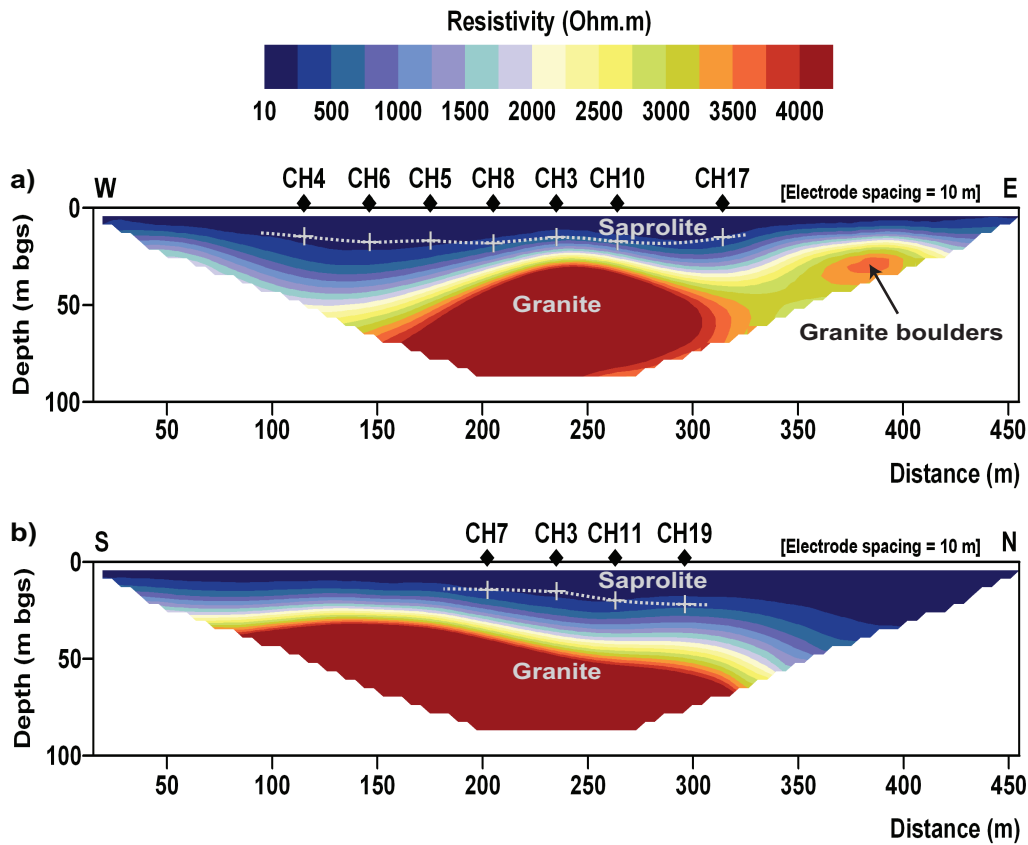 Resistivity (Ohm.m)
10 500 1000 1500 2000 2500 3000 3500 4000
a)
W CH4 CH6 CH5 CH8 CH3 CH10 CH17 [Electrode spacing = 10 m] E
Depth (m bgs)
0
50
100
Saprolite
Granite
Granite boulders
50 100 150 200 250 300 350 400 450
Distance (m)
b)
S CH7 CH3 CH11 CH19 [Electrode spacing = 10 m] N
Depth (m bgs)
0
50
100
Saprolite
Granite
50 100 150 200 250 300 350 400 450
Distance (m)